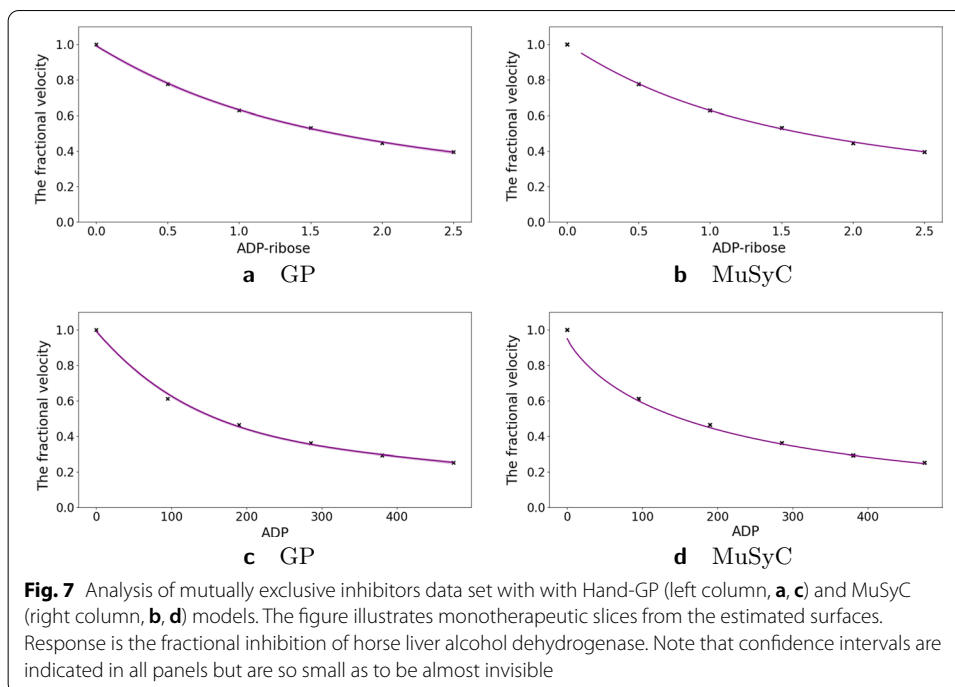 The fractional velocity
1.0
0.8
0.6
0.4
0.2
0.0
0.0 0.5 1.0 1.5 2.0 2.5
ADP-ribose
a GP
The fractional velocity
1.0
0.8
0.6
0.4
0.2
0.0
0.0 0.5 1.0 1.5 2.0 2.5
ADP-ribose
b MuSyC
The fractional velocity
1.0
0.8
0.6
0.4
0.2
0.0
0 100 200 300 400
ADP
c GP
The fractional velocity
1.0
0.8
0.6
0.4
0.2
0.0
0 100 200 300 400
ADP
d MuSyC
Fig. 7 Analysis of mutually exclusive inhibitors data set with with Hand-GP (left column, a, c) and MuSyC
(right column, b, d) models. The figure illustrates monotherapeutic slices from the estimated surfaces.
Response is the fractional inhibition of horse liver alcohol dehydrogenase. Note that confidence intervals are
indicated in all panels but are so small as to be almost invisible